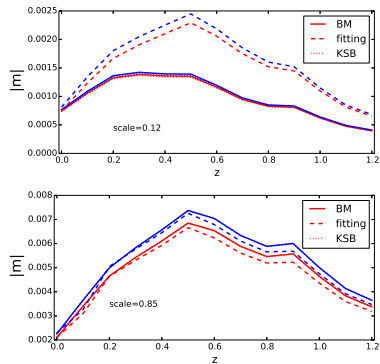 0.0025
0.0020
0.0015
0.0010
0.0005
0.0000
|m|
BM
fitting
KSB
scale=0.12
0.0 0.2 0.4 0.6 0.8 1.0 1.2
z
0.008
0.007
0.006
0.005
0.004
0.003
0.002
|m|
BM
fitting
KSB
scale=0.85
0.0 0.2 0.4 0.6 0.8 1.0 1.2
z